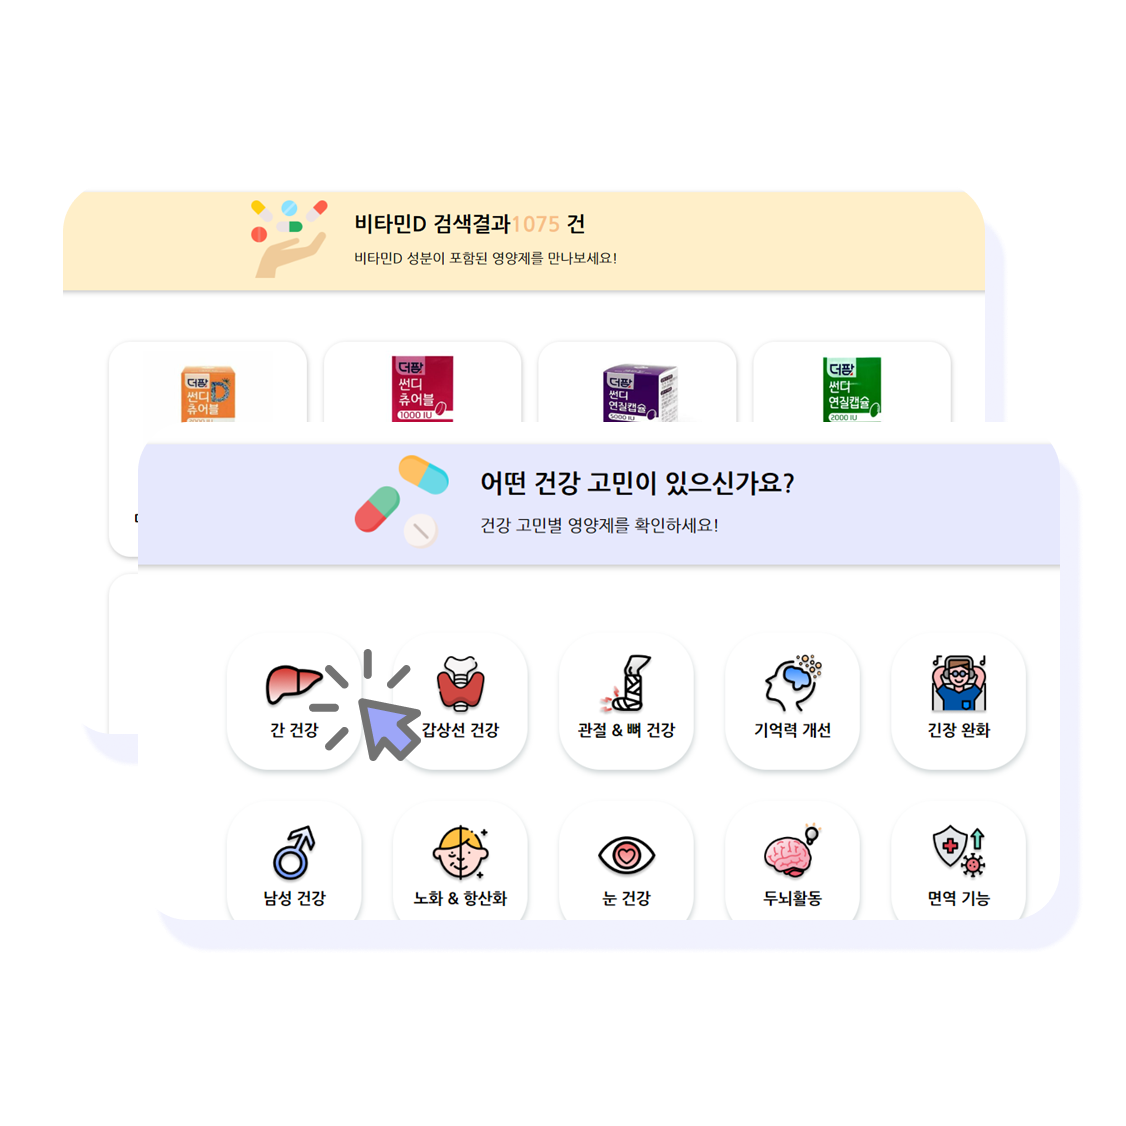 비타민D 검색결과1075 건
비타민D 성분이 포함된 영양제를 만나보세요!
더팜
썬디
츄어블
더팜
썬디
츄어블
1000 IU
더팜
썬디
연질캡슐
5000 IU
더팜
썬디
연질캡슐
2000 IU
어떤 건강 고민이 있으신가요?
건강 고민별 영양제를 확인하세요!
간 건강
갑상선 건강
관절 & 뼈 건강
기억력 개선
긴장 완화
남성 건강
노화 & 항산화
눈 건강
두뇌활동
면역 기능